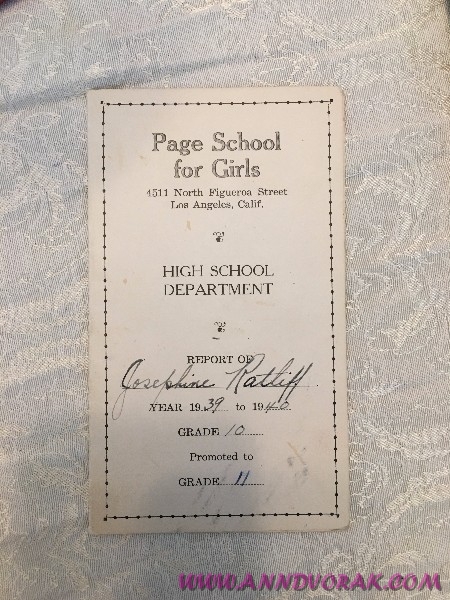 Page School
for Girls
4511 North Figueroa Street
Los Angeles, Calif.
HIGH SCHOOL
DEPARTMENT
REPORT OF
Josephine Ratliff
YEAR 1939 to 1940
GRADE 10
Promoted to
GRADE 11
WWW.ANNDVORAK.COM